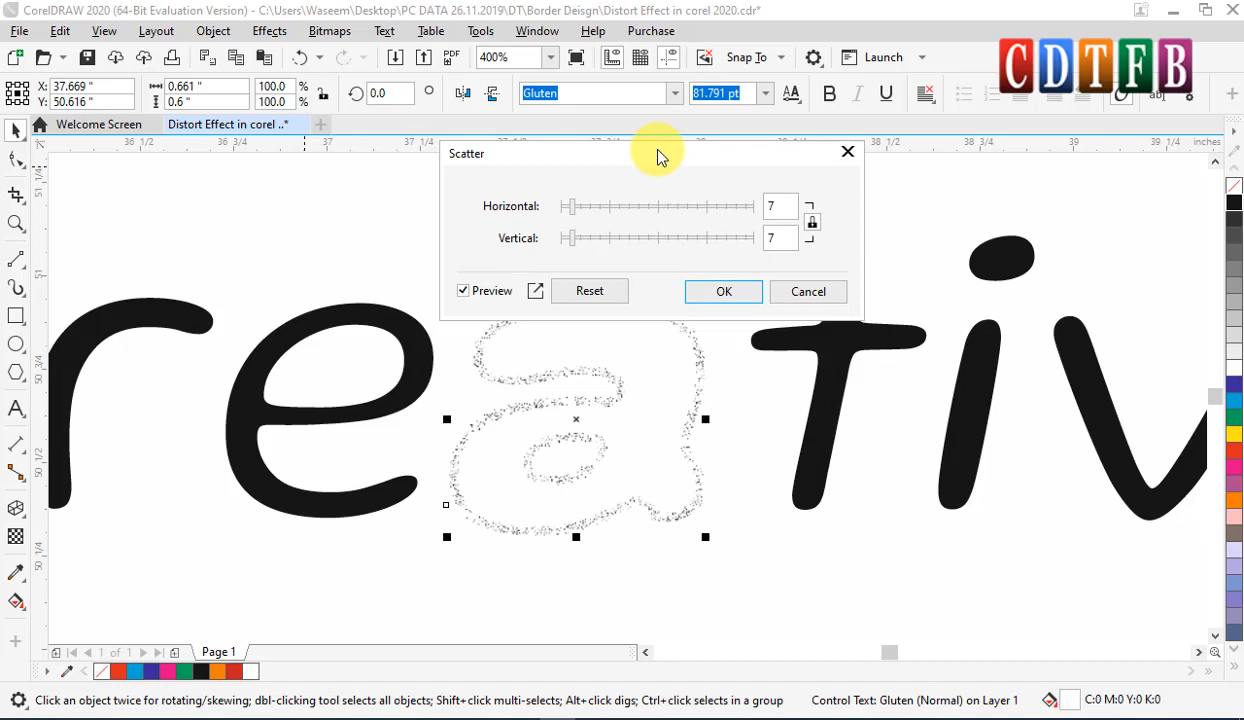 CorelDRAW 2020 (64-Bit Evaluation Version) - C:\Users\Waseem\Desktop\PC DATA 26.11.2019\DT\Border Deisgn\Distort Effect in corel 2020.cdr*
File Edit View Layout Object Effects Bitmaps Text Table Tools Window Help Purchase
PDF 400% Snap To Launch
CDTFB
X: 37.669 " 0.661 " 100.0 % 0.0 Gluten 81.791 pt B I U
Y: 50.616 " 0.6 " 100.0 %
Welcome Screen Distort Effect in corel ..*
36 1/2 36 3/4 37 37 1/4 38 1/2 38 3/4 39 39 1/4 inches
Scatter
Horizontal: 7
Vertical: 7
Preview Reset OK Cancel
reativ
1 of 1 Page 1
Click an object twice for rotating/skewing; dbl-clicking tool selects all objects; Shift+click multi-selects; Alt+click digs; Ctrl+click selects in a group Control Text: Gluten (Normal) on Layer 1 C:0 M:0 Y:0 K:0